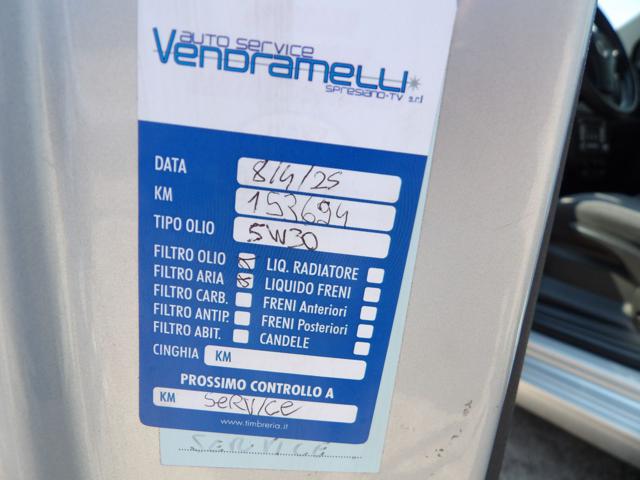 AUTO SERVICE
Vendramelli
SPRESIANO-TV s.r.l
DATA 8/4/25
KM 153694
TIPO OLIO 5W30
FILTRO OLIO LIQ. RADIATORE
FILTRO ARIA LIQUIDO FRENI
FILTRO CARB. FRENI Anteriori
FILTRO ANTIP. FRENI Posteriori
FILTRO ABIT. CANDELE
CINGHIA KM
PROSSIMO CONTROLLO A
KM SERVICE
www.timbreria.it
SERVICE